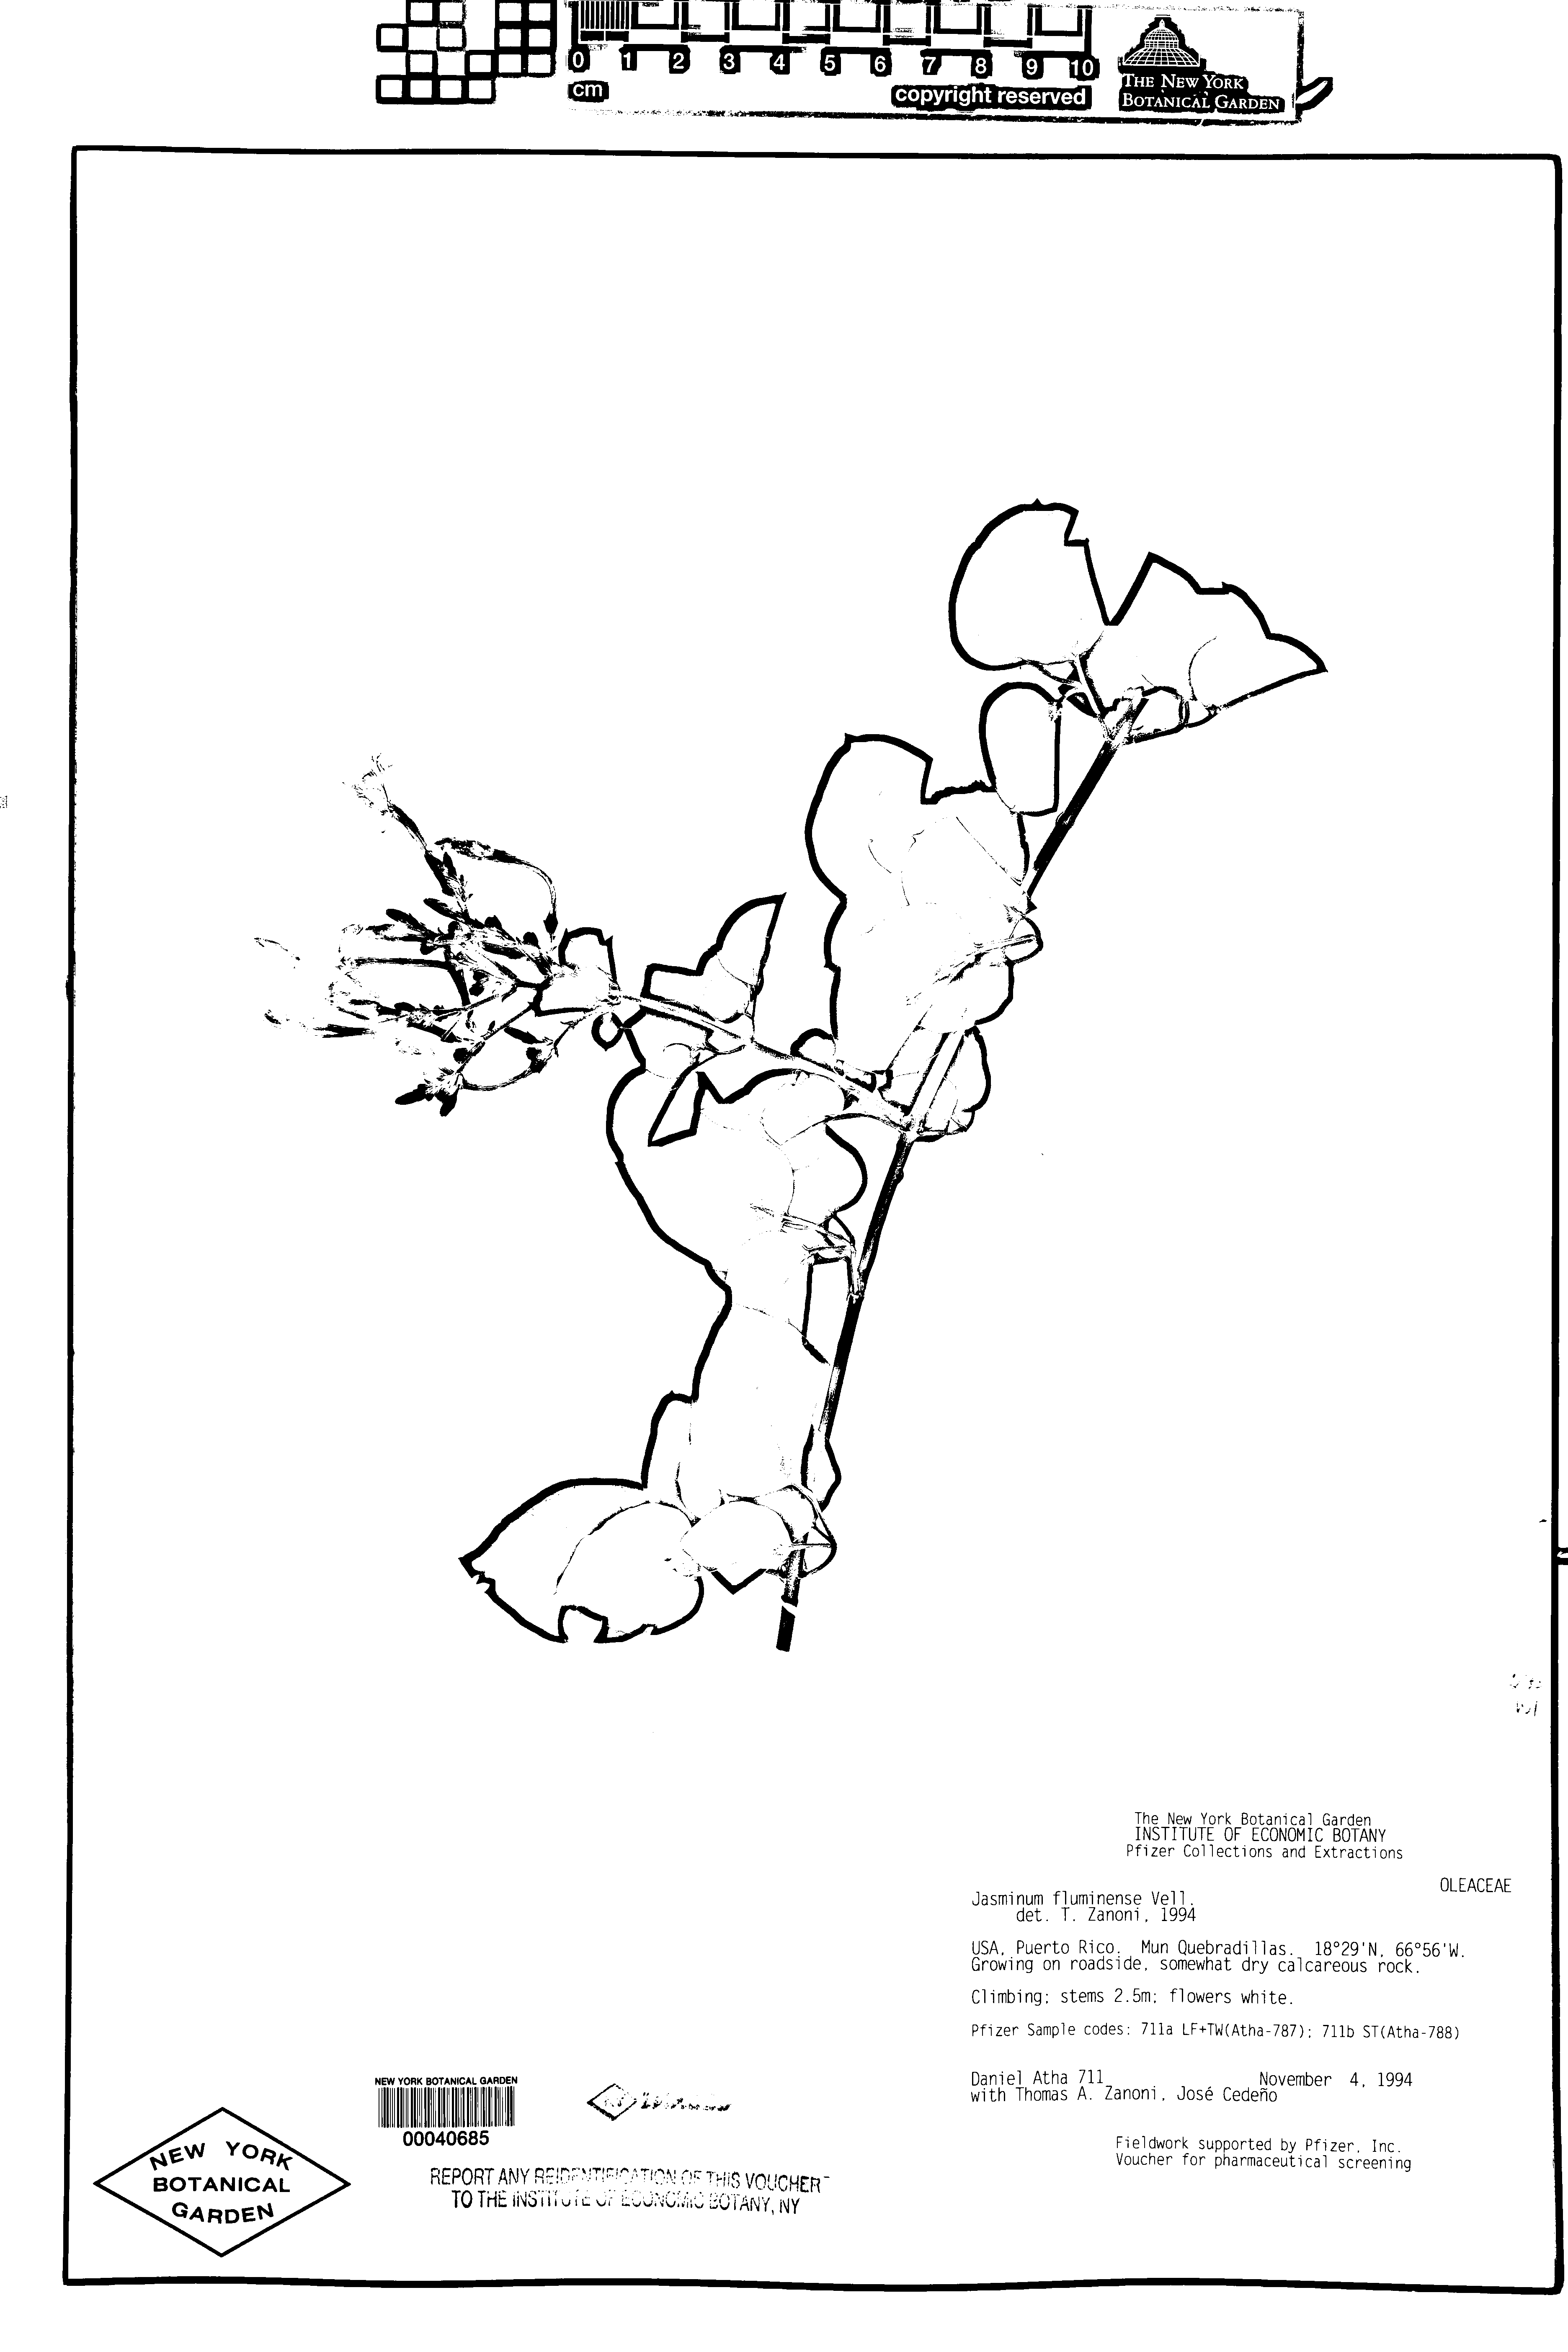 0 1 2 3 4 5 6 7 8 9 10
cm
copyright reserved
THE NEW YORK
BOTANICAL GARDEN
The New York Botanical Garden
INSTITUTE OF ECONOMIC BOTANY
Pfizer Collections and Extractions
OLEACEAE
Jasminum fluminense Vell.
det. T. Zanoni, 1994
USA, Puerto Rico. Mun Quebradillas. 18°29'N, 66°56'W.
Growing on roadside, somewhat dry calcareous rock.
Climbing; stems 2.5m; flowers white.
Pfizer Sample codes: 711a LF+TW(Atha-787); 711b ST(Atha-788)
Daniel Atha 711 November 4, 1994
with Thomas A. Zanoni, José Cedeño
Fieldwork supported by Pfizer, Inc.
Voucher for pharmaceutical screening
NEW YORK BOTANICAL GARDEN
00040685
NEW YORK
BOTANICAL
GARDEN
REPORT ANY REIDENTIFICATION OF THIS VOUCHER
TO THE INSTITUTE OF ECONOMIC BOTANY, NY